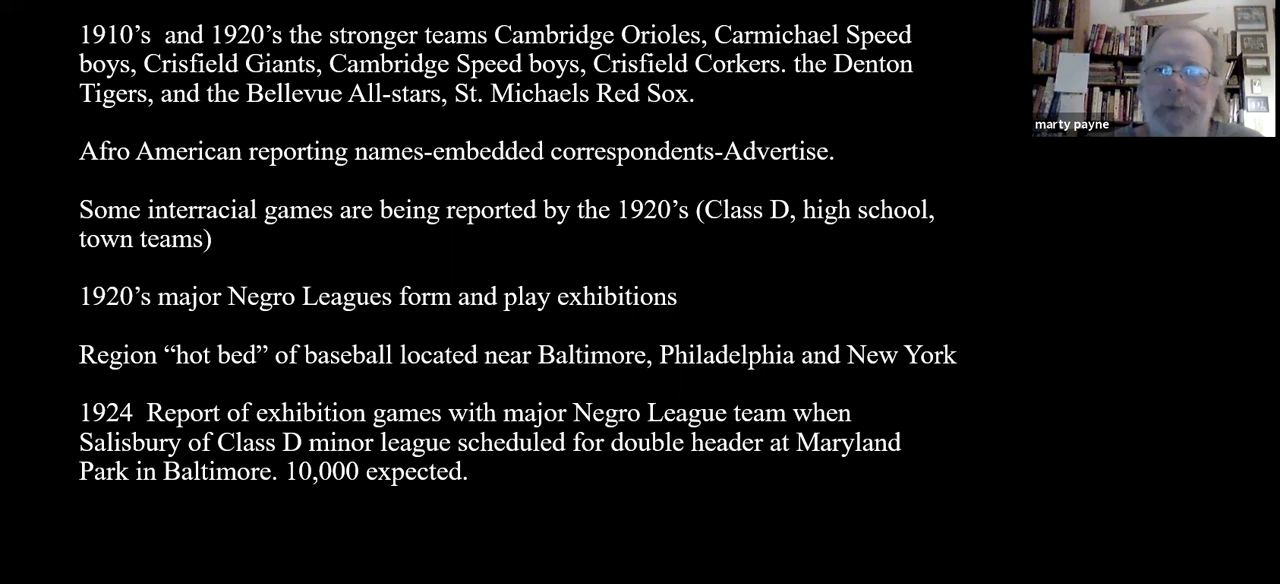 1910’s  and 1920’s the stronger teams Cambridge Orioles, Carmichael Speed
boys, Crisfield Giants, Cambridge Speed boys, Crisfield Corkers. the Denton
Tigers, and the Bellevue All-stars, St. Michaels Red Sox.
Afro American reporting names-embedded correspondents-Advertise.
Some interracial games are being reported by the 1920’s (Class D, high school,
town teams)
1920’s major Negro Leagues form and play exhibitions
Region “hot bed” of baseball located near Baltimore, Philadelphia and New York
1924  Report of exhibition games with major Negro League team when
Salisbury of Class D minor league scheduled for double header at Maryland
Park in Baltimore. 10,000 expected.
marty payne